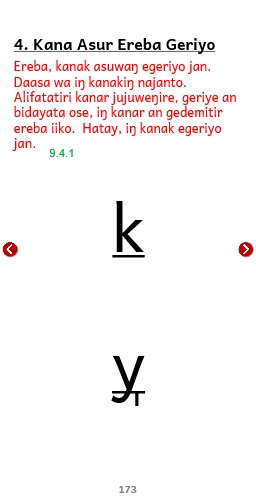 4. Kana Asur Ereba Geriyo
Ereba, kanak asuwaŋ egeriyo jan.
Daasa wa iŋ kanakiŋ najanto.
Alifatatiri kanar jujuweŋire, geriye an
bidayata ose, iŋ kanar an gedemitir
ereba iiko. Hatay, iŋ kanak egeriyo
jan.
9.4.1
k
y
173